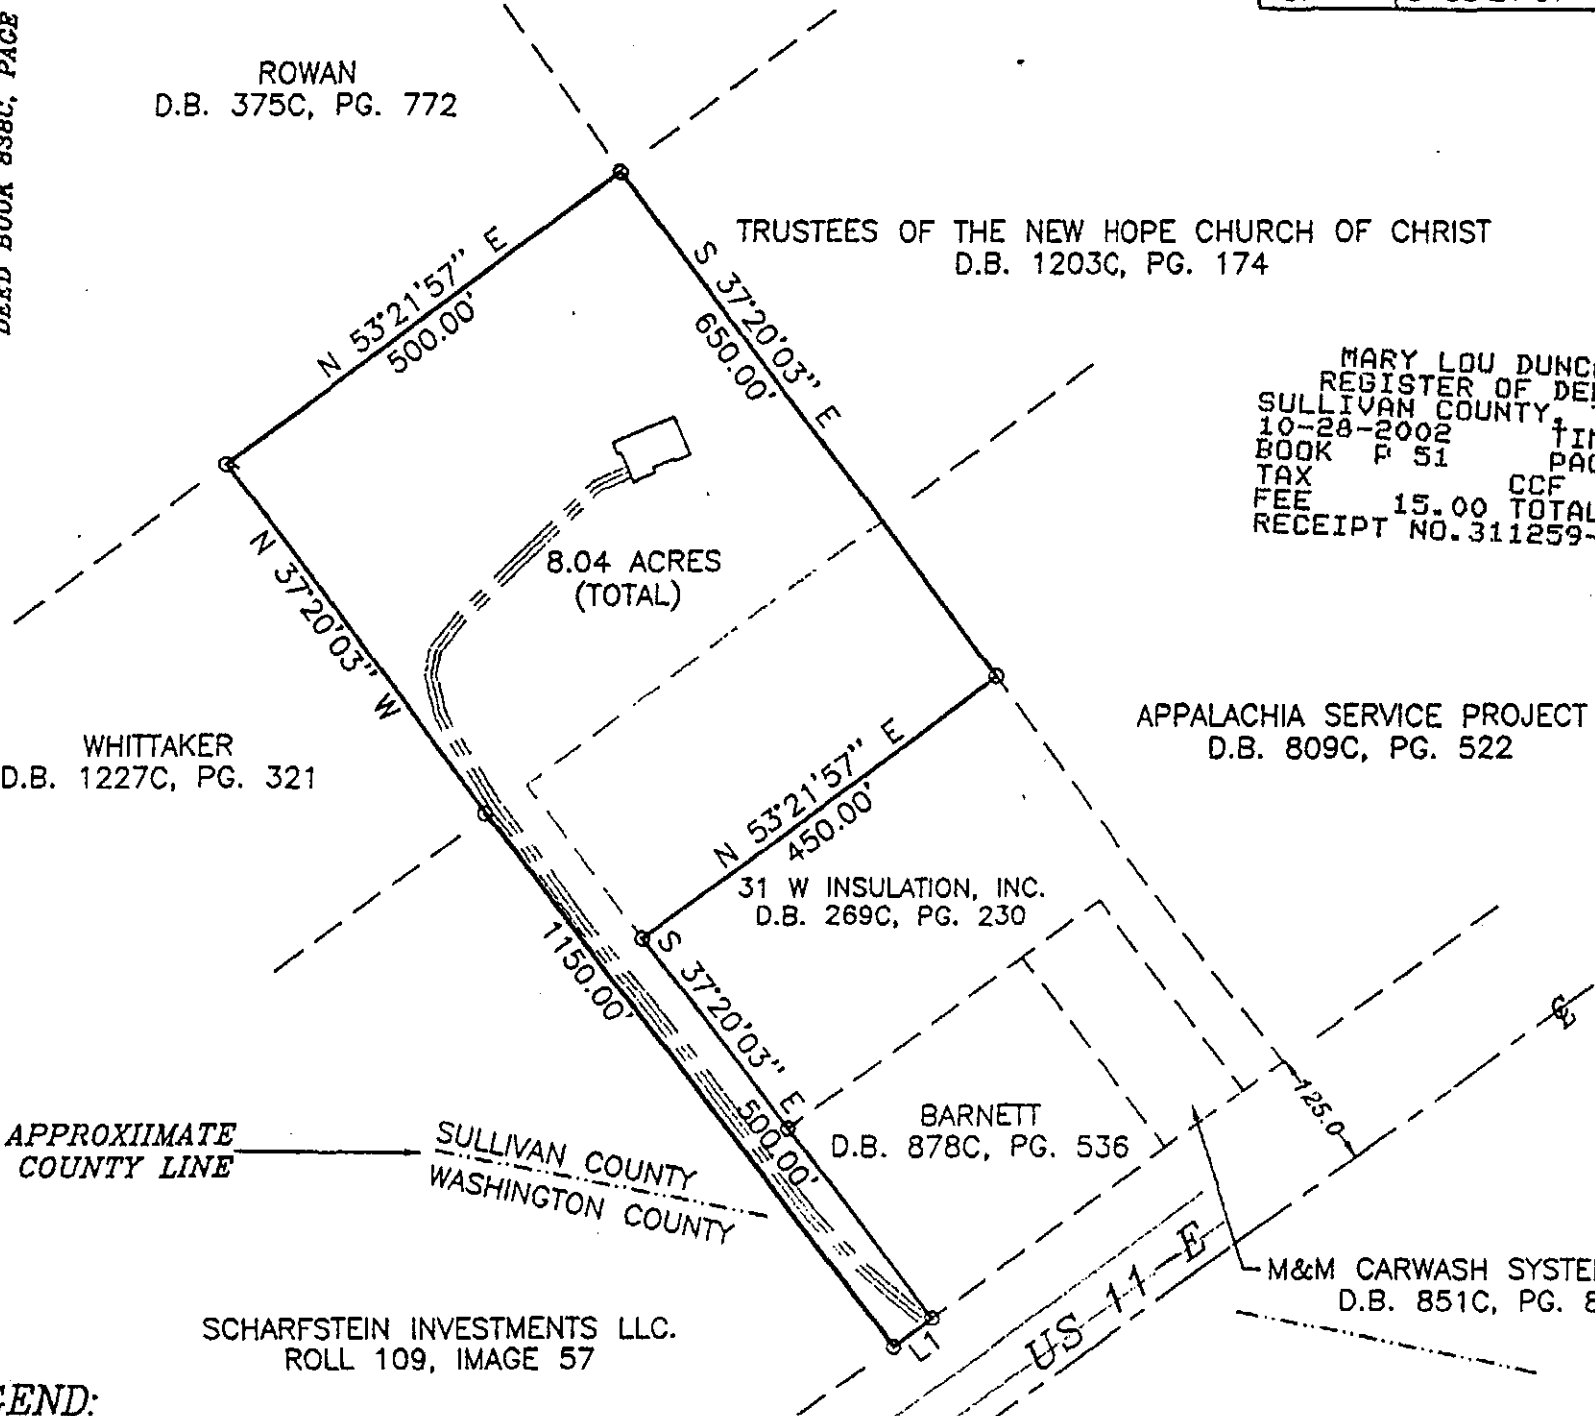 DEED BOOK 838C, PAGE
ROWAN
D.B. 375C, PG. 772
TRUSTEES OF THE NEW HOPE CHURCH OF CHRIST
D.B. 1203C, PG. 174
N 53°21'57" E
500.00'
S 37°20'03" E
650.00'
MARY LOU DUNC
REGISTER OF DE
SULLIVAN COUNTY,
10-28-2002 TIM
BOOK P 51 PAG
TAX CCF
FEE 15.00 TOTAL
RECEIPT NO.311259-
8.04 ACRES
(TOTAL)
N 37°20'03" W
WHITTAKER
D.B. 1227C, PG. 321
APPALACHIA SERVICE PROJECT
D.B. 809C, PG. 522
N 53°21'57" E
450.00'
31 W INSULATION, INC.
D.B. 269C, PG. 230
1150.00'
S 37°20'03" E
500.00'
BARNETT
D.B. 878C, PG. 536
125.0
APPROXIIMATE
COUNTY LINE
SULLIVAN COUNTY
WASHINGTON COUNTY
US 11-E
M&M CARWASH SYSTE
D.B. 851C, PG. 8
SCHARFSTEIN INVESTMENTS LLC.
ROLL 109, IMAGE 57
L1
GEND: